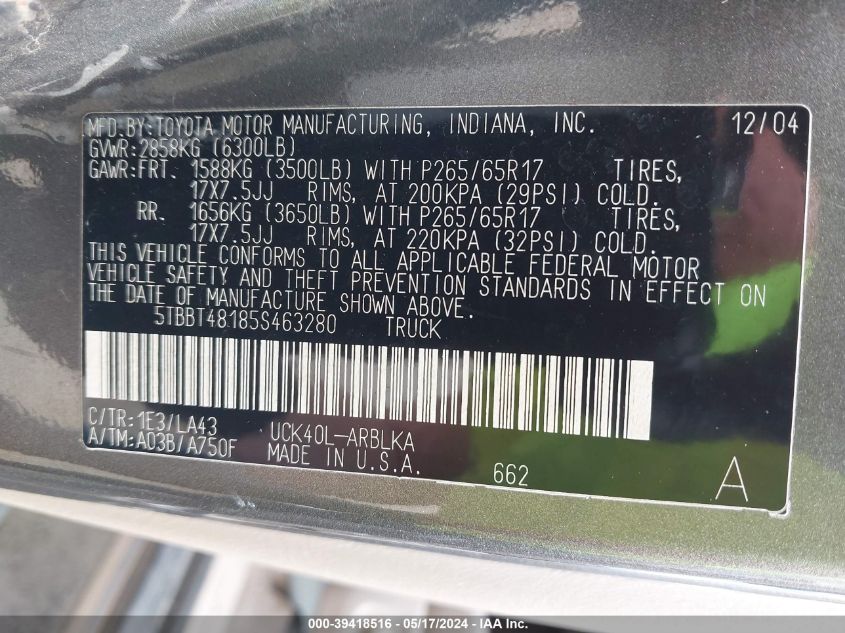 MFD.BY:TOYOTA MOTOR MANUFACTURING, INDIANA, INC. 12/04
GVWR:2858KG (6300LB)
GAWR:FRT. 1588KG (3500LB) WITH P265/65R17 TIRES,
17X7.5JJ RIMS, AT 200KPA (29PSI) COLD.
RR. 1656KG (3650LB) WITH P265/65R17 TIRES,
17X7.5JJ RIMS, AT 220KPA (32PSI) COLD.
THIS VEHICLE CONFORMS TO ALL APPLICABLE FEDERAL MOTOR
VEHICLE SAFETY AND THEFT PREVENTION STANDARDS IN EFFECT ON
THE DATE OF MANUFACTURE SHOWN ABOVE.
5TBBT48185S463280 TRUCK
C/TR:1E3/LA43 UCK40L-ARBLKA
A/TM:A03B/A750F MADE IN U.S.A.
662 A
000-39418516 - 05/17/2024 - IAA Inc.